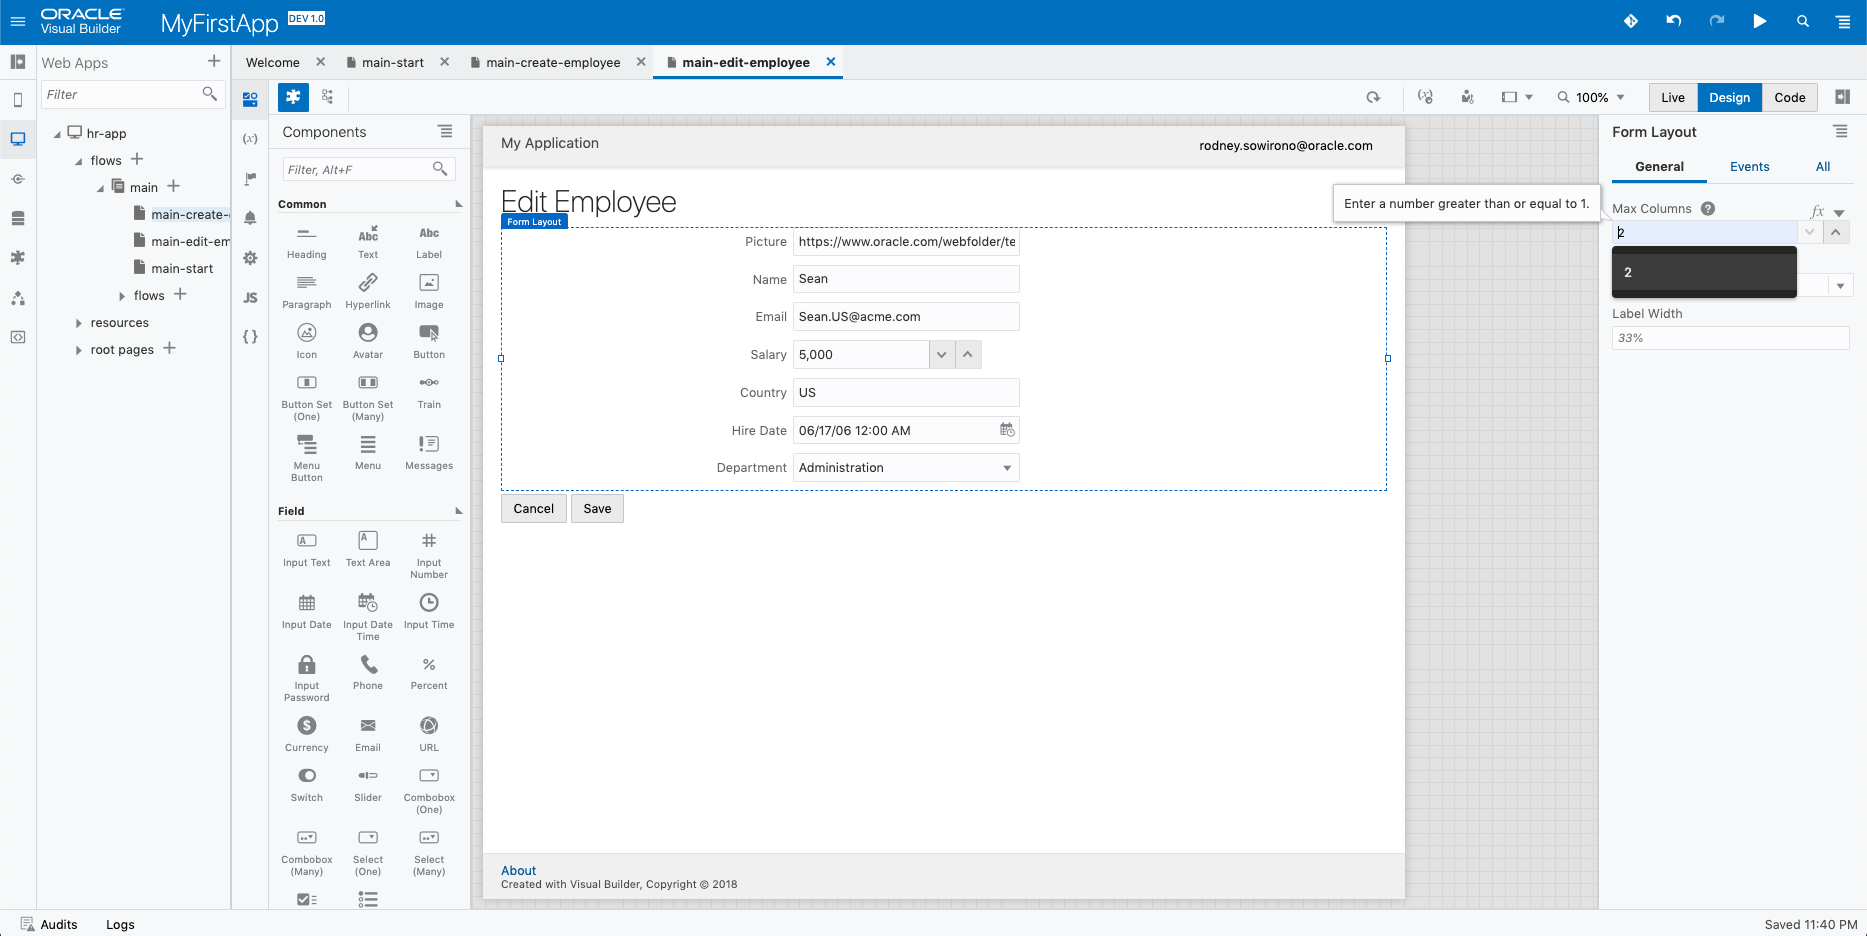 ORACLE
Visual Builder
MyFirstApp DEV 1.0
Web Apps
Filter
hr-app
flows
main
main-create-
main-edit-em
main-start
flows
resources
root pages
Welcome
main-start
main-create-employee
main-edit-employee
100%
Live
Design
Code
(x)
JS
{ }
Components
Filter, Alt+F
Common
Heading
Text
Label
Paragraph
Hyperlink
Image
Icon
Avatar
Button
Button Set
(One)
Button Set
(Many)
Train
Menu
Button
Menu
Messages
Field
Input Text
Text Area
Input
Number
Input Date
Input Date
Time
Input Time
Input
Password
Phone
Percent
Currency
Email
URL
Switch
Slider
Combobox
(One)
Combobox
(Many)
Select
(One)
Select
(Many)
My Application
rodney.sowirono@oracle.com
Edit Employee
Form Layout
Picture https://www.oracle.com/webfolder/te
Name Sean
Email Sean.US@acme.com
Salary 5,000
Country US
Hire Date 06/17/06 12:00 AM
Department Administration
Cancel
Save
About
Created with Visual Builder, Copyright © 2018
Form Layout
General
Events
All
Enter a number greater than or equal to 1.
Max Columns
fx
2
2
Label Width
33%
Audits
Logs
Saved 11:40 PM